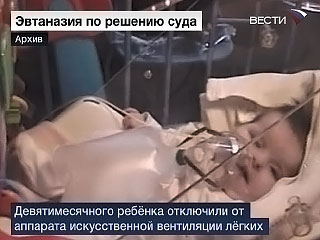 Эвтаназия по решению суда
ВЕСТИ
Архив
Девятимесячного ребёнка отключили от
аппарата искусственной вентиляции лёгких